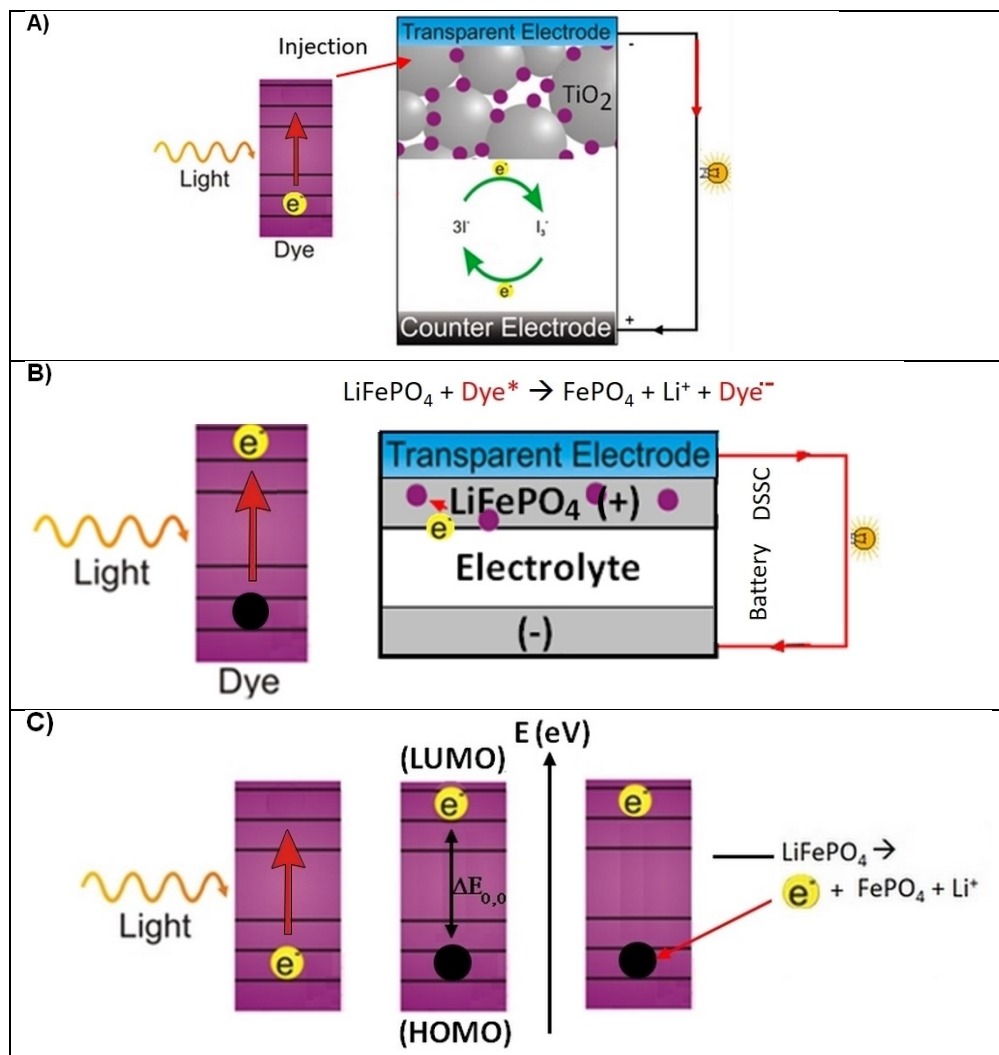 A)
Injection
Transparent Electrode
-
TiO₂
Light
e⁻
Dye
e⁻
3I⁻
I₃⁻
e⁻
+
Counter Electrode
B)
LiFePO₄ + Dye* → FePO₄ + Li⁺ + Dye·⁻
e⁻
Transparent Electrode
LiFePO₄ (+)
e⁻
Electrolyte
(-)
Battery DSSC
Light
Dye
C)
E (eV)
(LUMO)
e⁻
e⁻
LiFePO₄ →
e⁻ + FePO₄ + Li⁺
ΔE₀,₀
Light
e⁻
(HOMO)